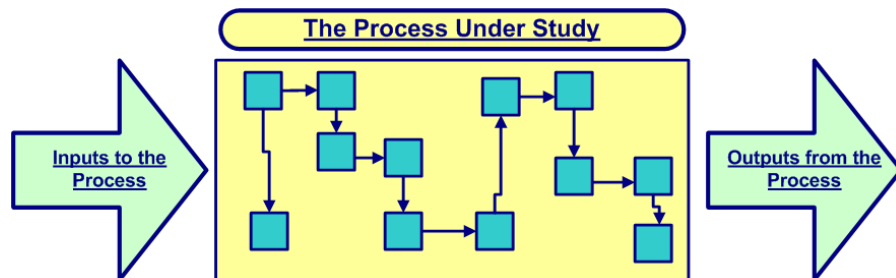 The Process Under Study
Inputs to the
Process
Outputs from the
Process